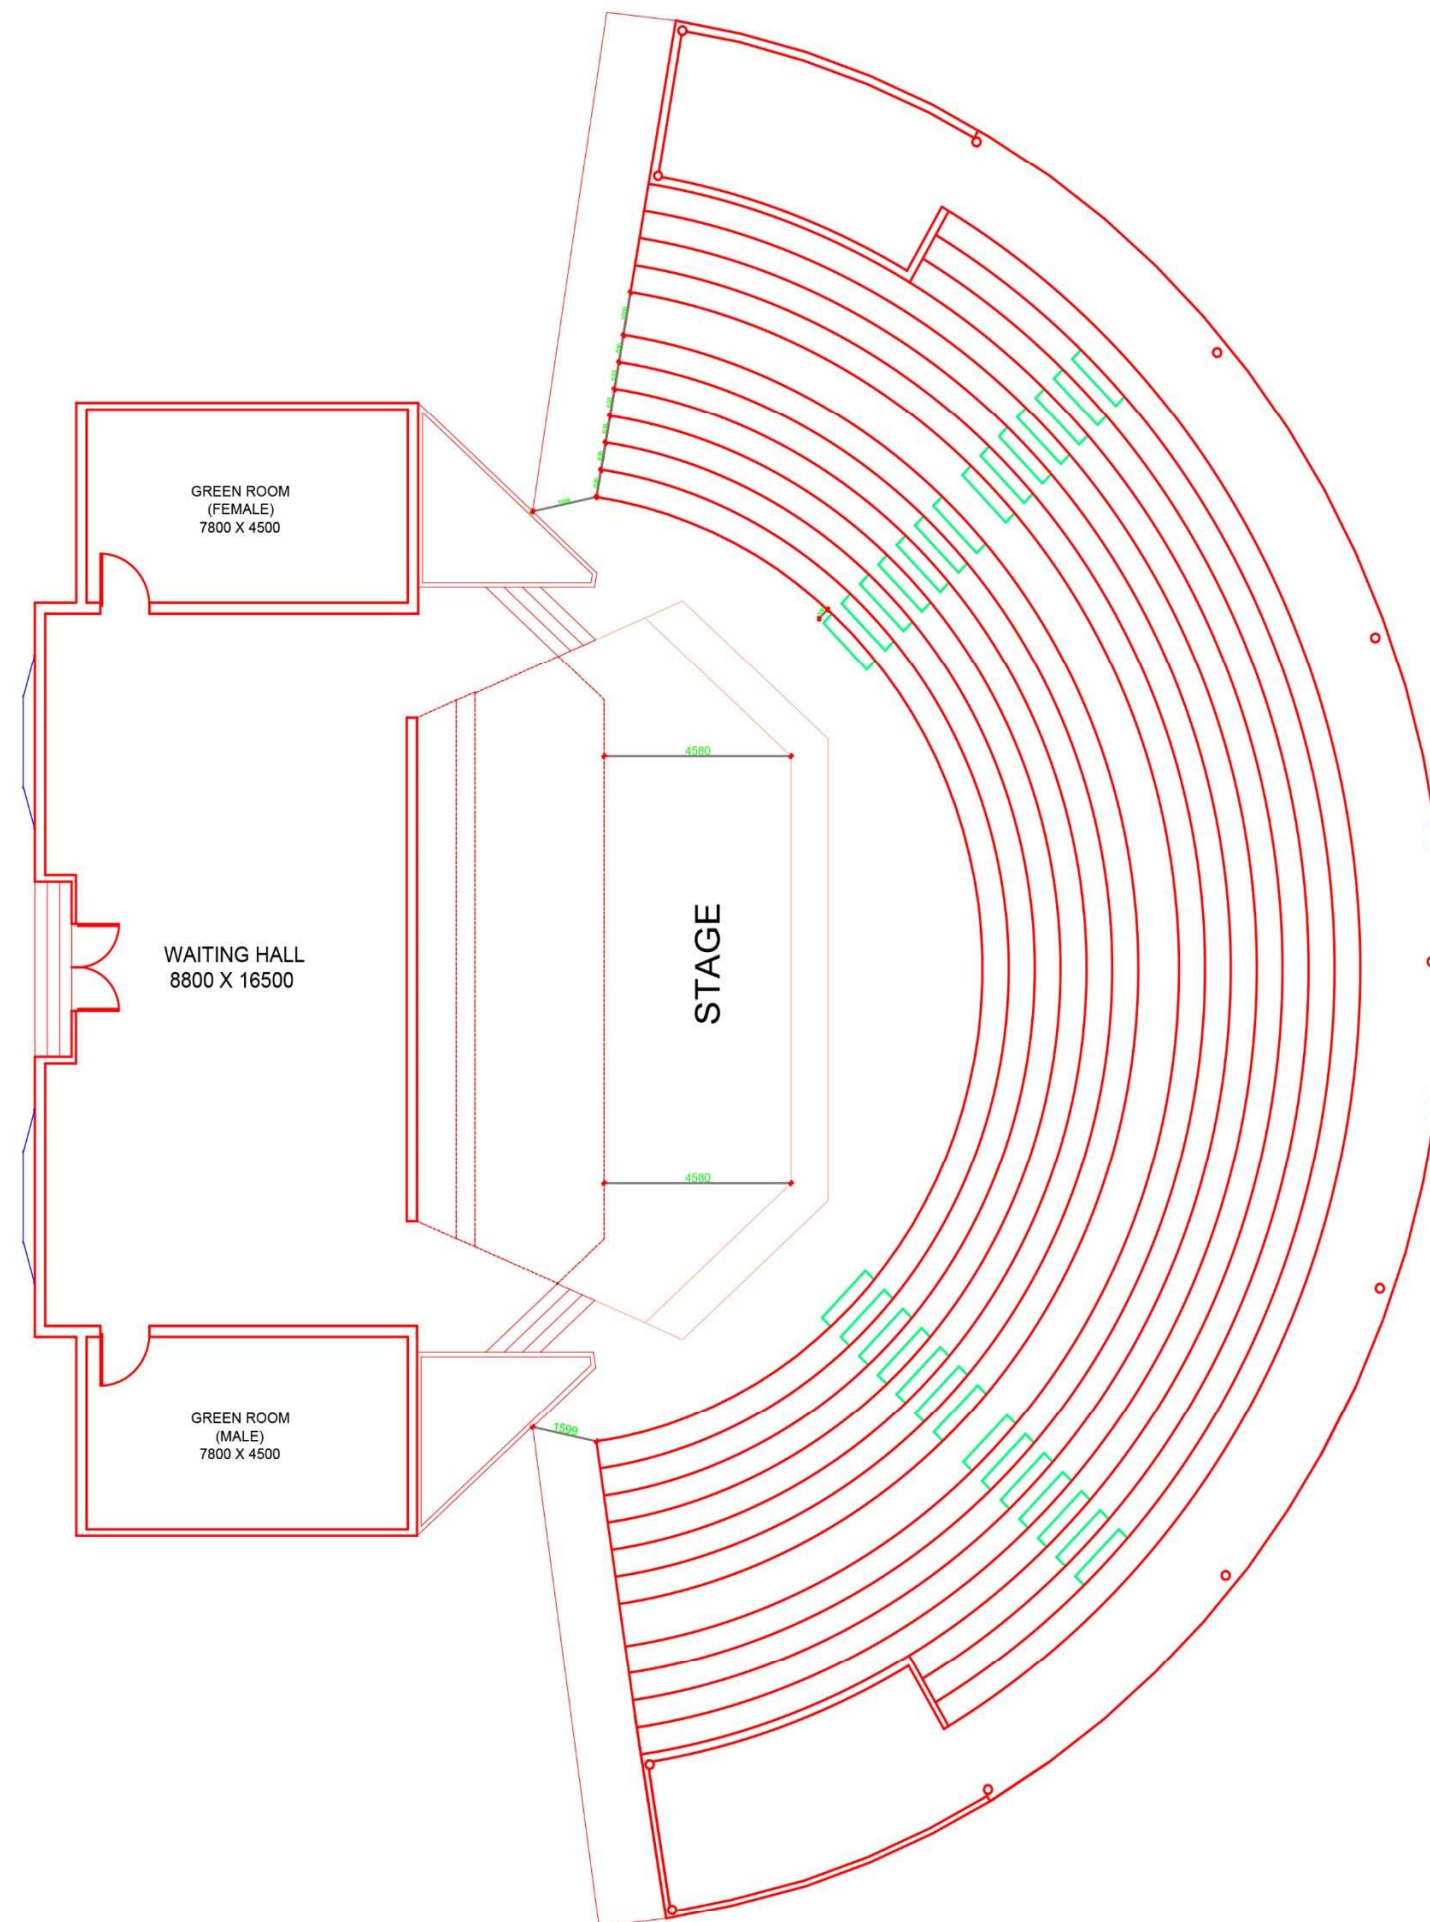 GREEN ROOM
(FEMALE)
7800 X 4500
4580
WAITING HALL
8800 X 16500
STAGE
4580
GREEN ROOM
(MALE)
7800 X 4500
1599